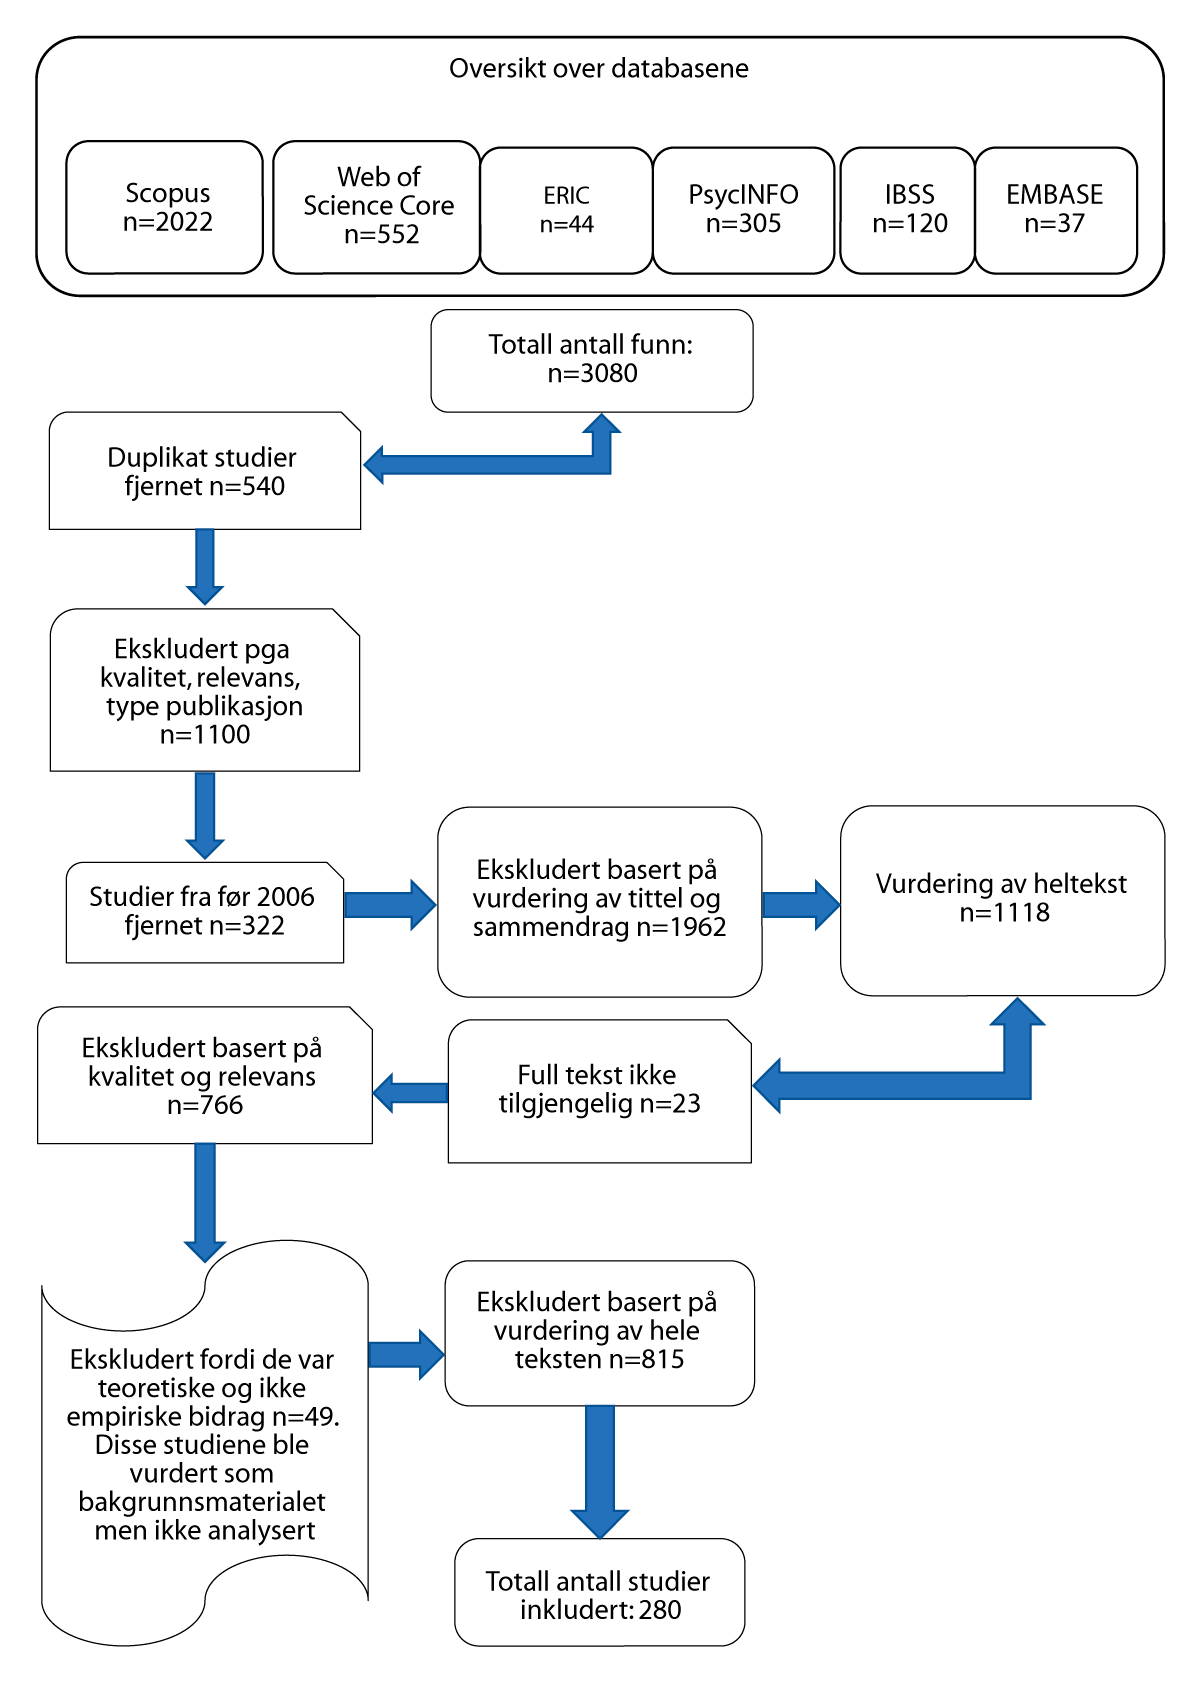 Oversikt over databasene
Scopus
n=2022
Web of
Science Core
n=552
ERIC
n=44
PsycINFO
n=305
IBSS
n=120
EMBASE
n=37
Totall antall funn:
n=3080
Duplikat studier
fjernet n=540
Ekskludert pga
kvalitet, relevans,
type publikasjon
n=1100
Studier fra før 2006
fjernet n=322
Ekskludert basert på
vurdering av tittel og
sammendrag n=1962
Vurdering av heltekst
n=1118
Full tekst ikke
tilgjengelig n=23
Ekskludert basert på
kvalitet og relevans
n=766
Ekskludert fordi de var
teoretiske og ikke
empiriske bidrag n=49.
Disse studiene ble
vurdert som
bakgrunnsmaterialet
men ikke analysert
Ekskludert basert på
vurdering av hele
teksten n=815
Totall antall studier
inkludert: 280